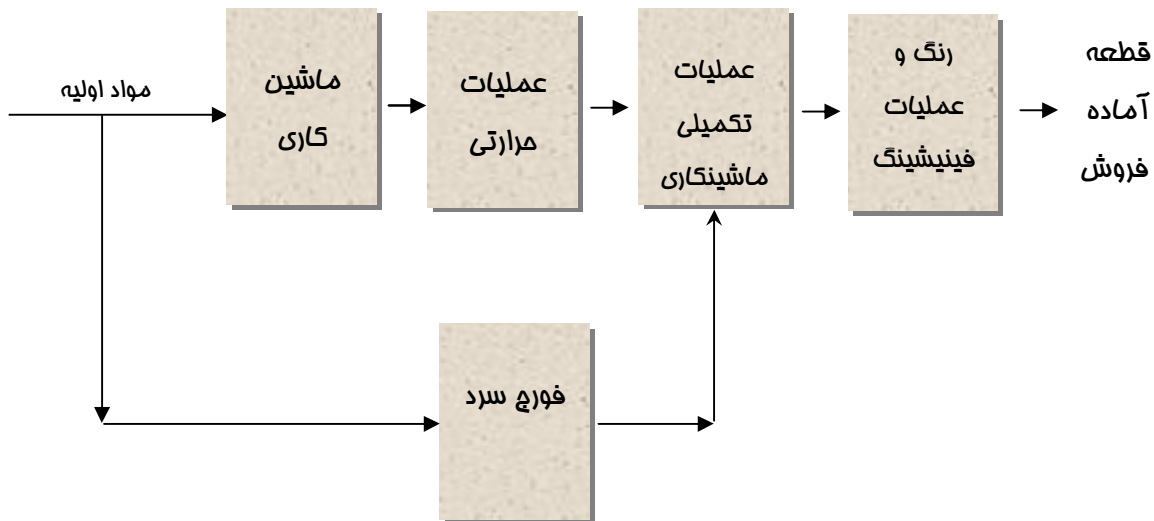 مواد اولیه
ماشین
کاری
عملیات
حرارتی
عملیات
تکمیلی
ماشینکاری
رنگ و
عملیات
فینیشینگ
قطعه
آماده
فروش
فورج سرد